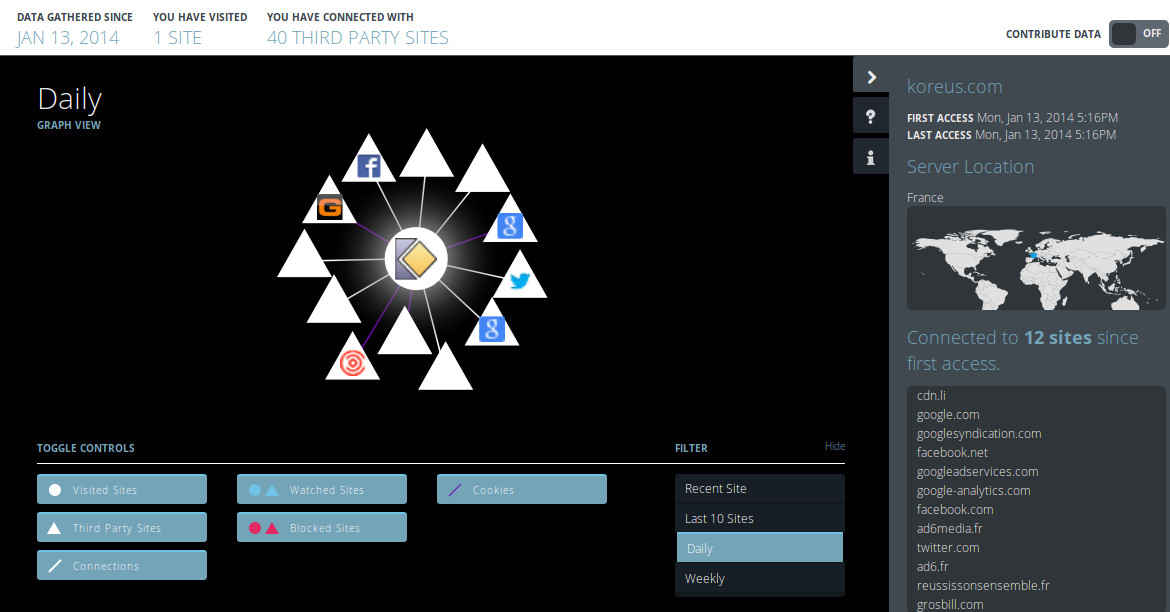 DATA GATHERED SINCE
JAN 13, 2014
YOU HAVE VISITED
1 SITE
YOU HAVE CONNECTED WITH
40 THIRD PARTY SITES
CONTRIBUTE DATA
OFF
Daily
GRAPH VIEW
f
G
8
8
?
i
TOGGLE CONTROLS
Visited Sites
Watched Sites
Cookies
Third Party Sites
Blocked Sites
Connections
FILTER
Hide
Recent Site
Last 10 Sites
Daily
Weekly
koreus.com
FIRST ACCESS Mon, Jan 13, 2014 5:16PM
LAST ACCESS Mon, Jan 13, 2014 5:16PM
Server Location
France
Connected to 12 sites since
first access.
cdn.li
google.com
googlesyndication.com
facebook.net
googleadservices.com
google-analytics.com
facebook.com
ad6media.fr
twitter.com
ad6.fr
reussissonsensemble.fr
grosbill.com